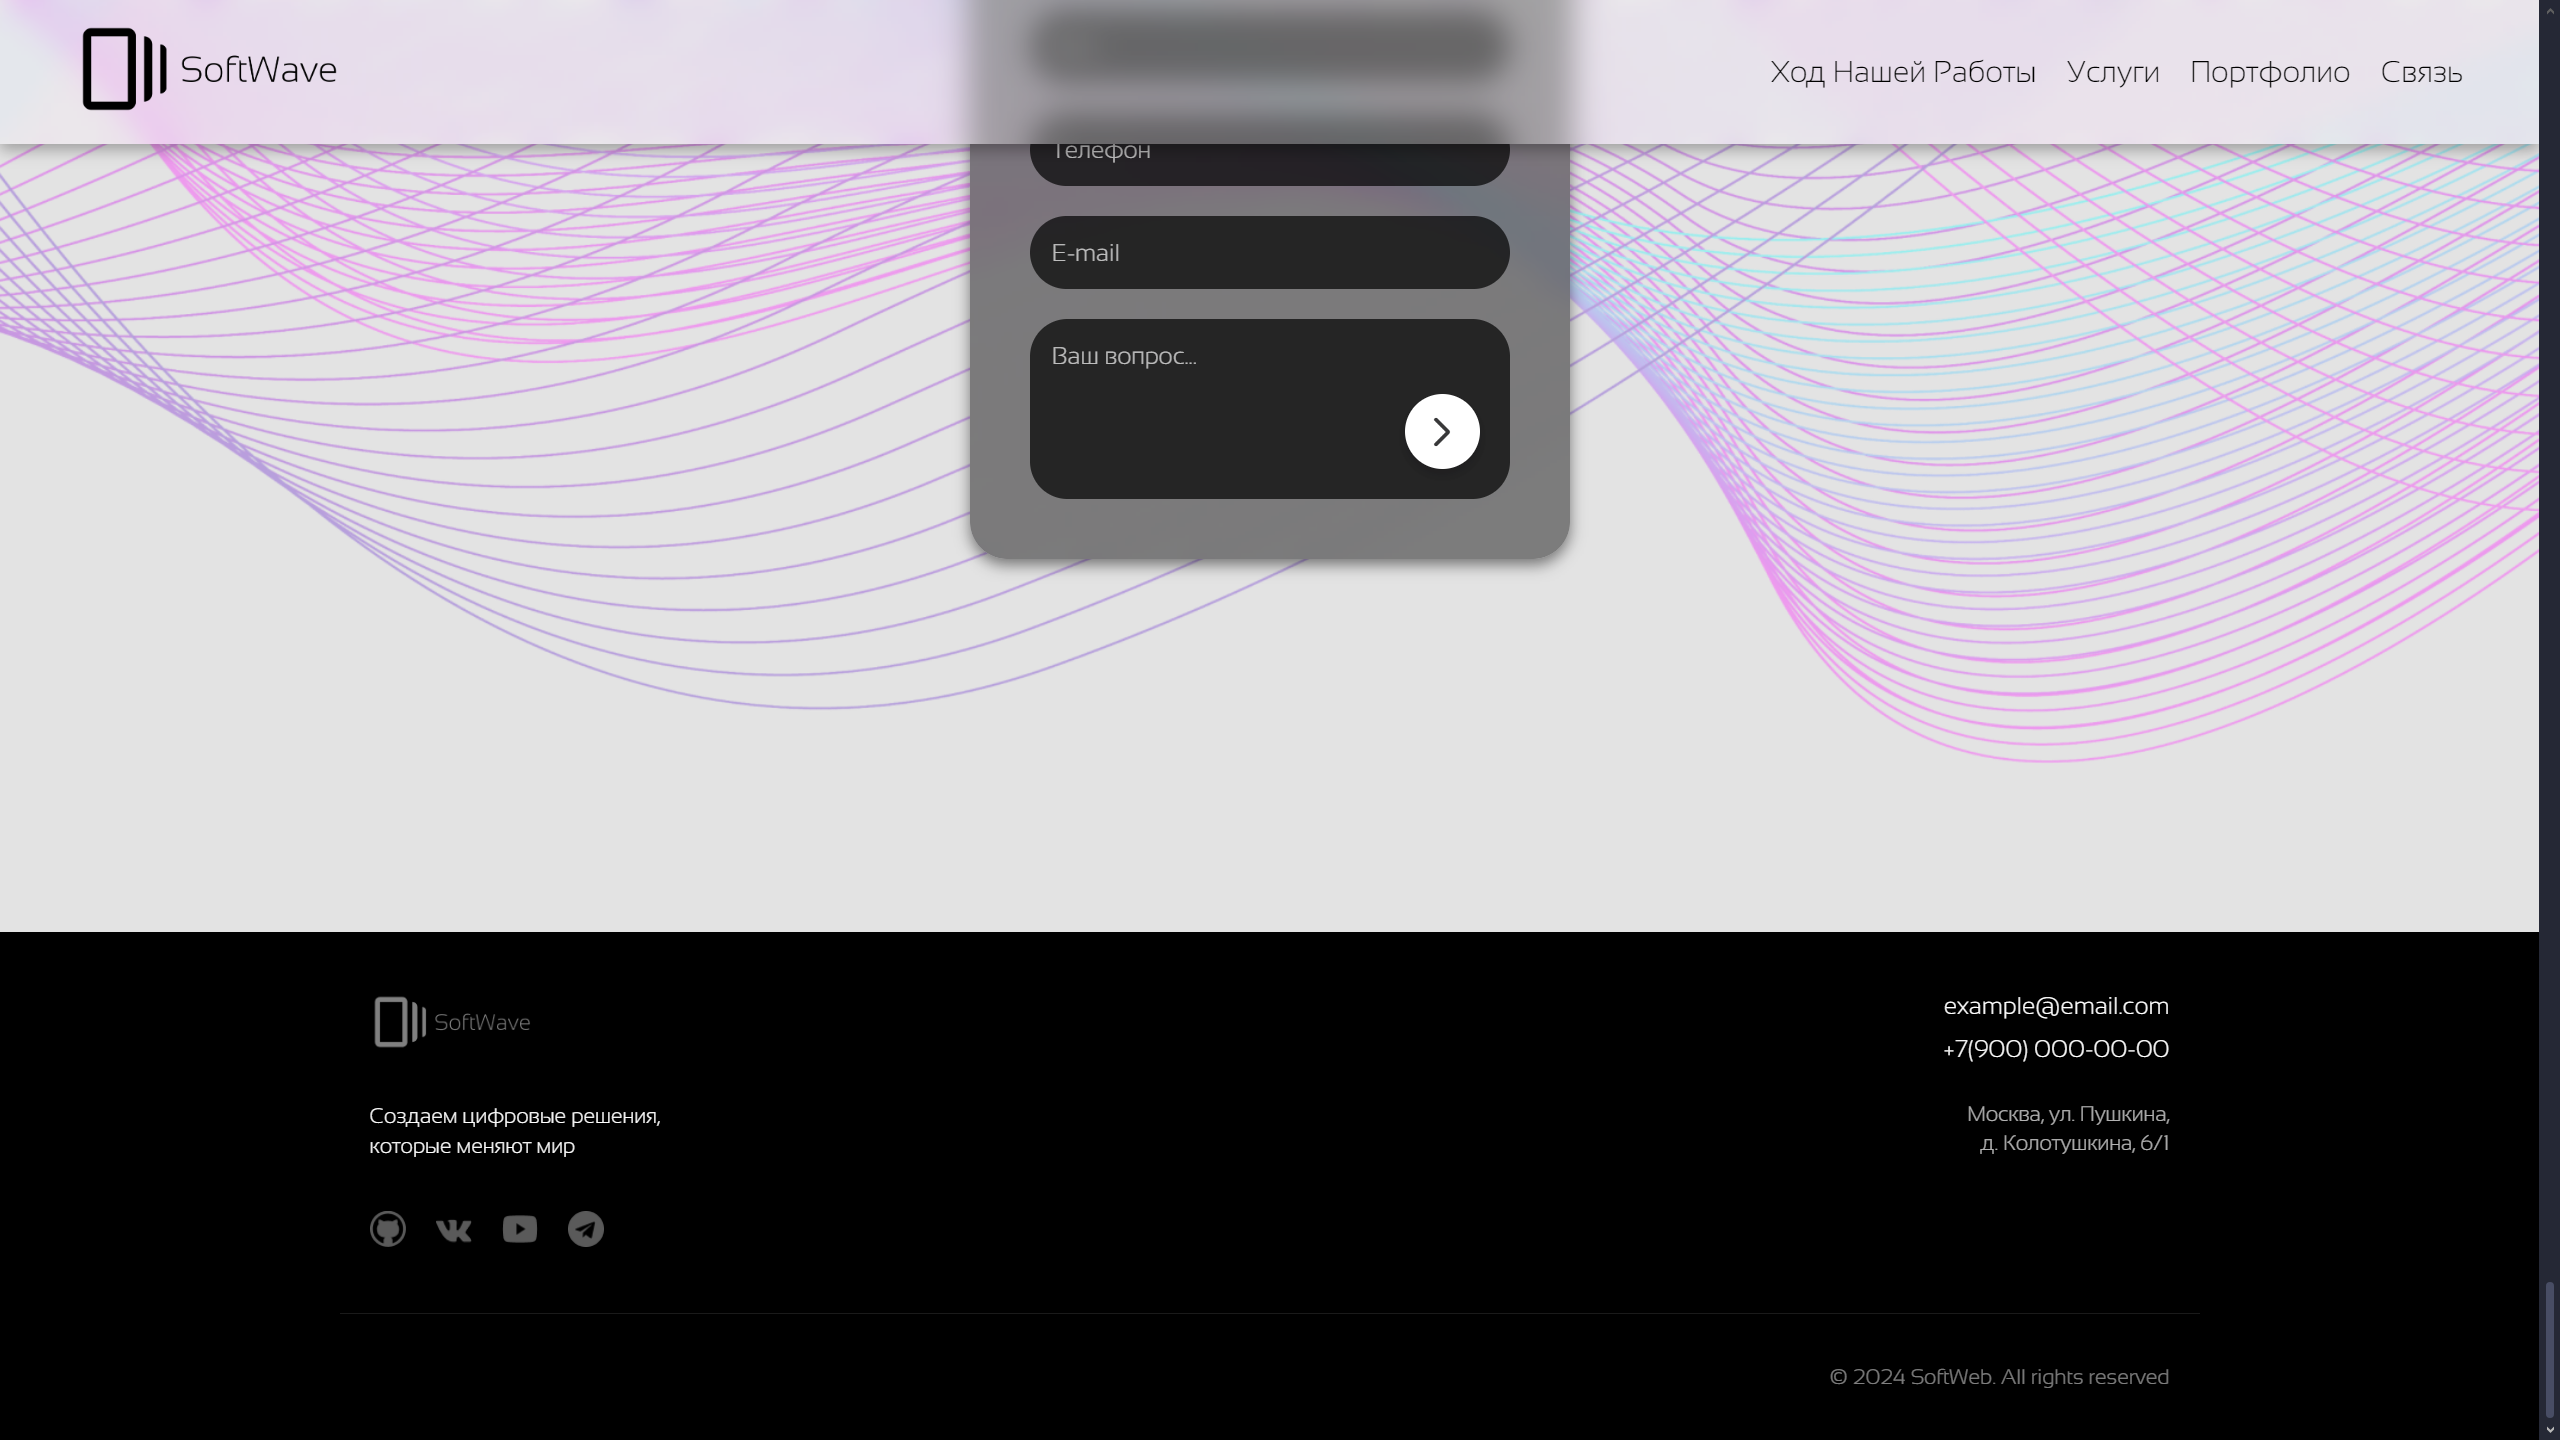 SoftWave
Ход Нашей Работы Услуги Портфолио Связь
Телефон
E-mail
Ваш вопрос...
SoftWave
example@email.com
+7(900) 000-00-00
Создаем цифровые решения,
которые меняют мир
Москва, ул. Пушкина,
д. Колотушкина, 6/1
© 2024 SoftWeb. All rights reserved